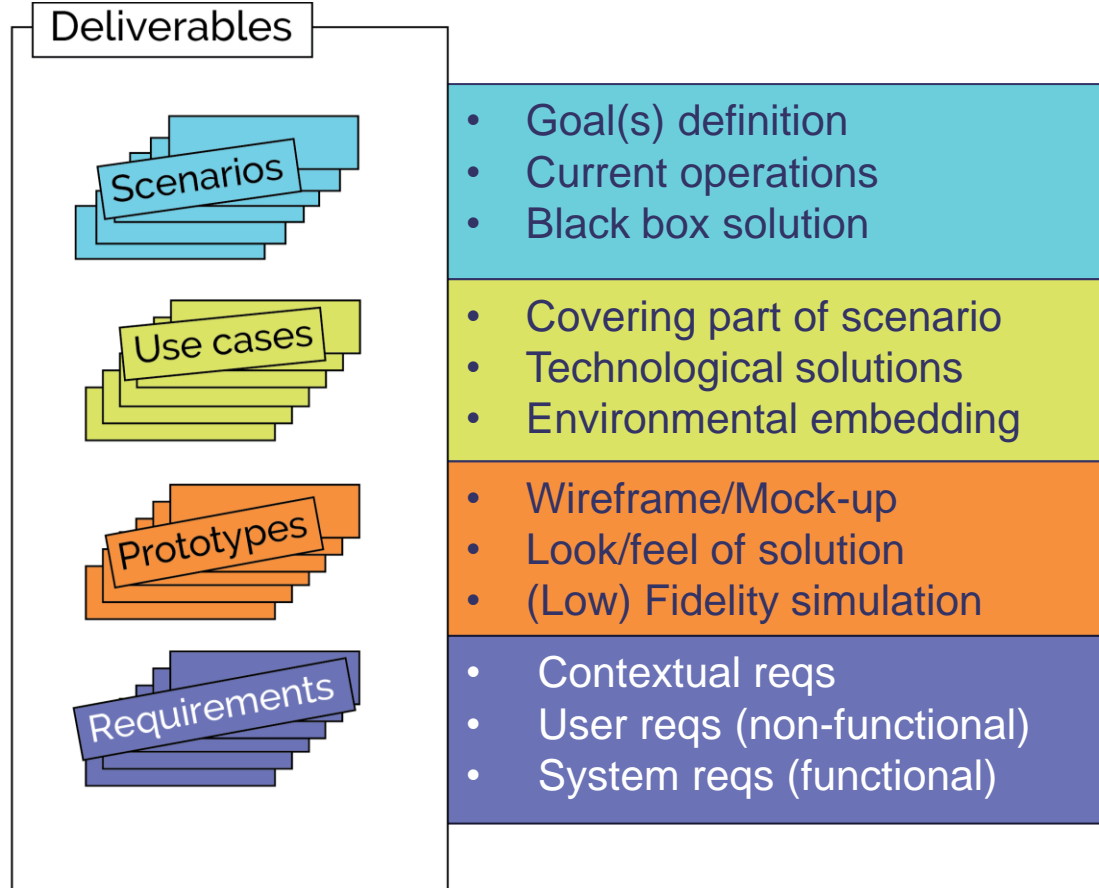 Deliverables
Scenarios
• Goal(s) definition
• Current operations
• Black box solution
Use cases
• Covering part of scenario
• Technological solutions
• Environmental embedding
Prototypes
• Wireframe/Mock-up
• Look/feel of solution
• (Low) Fidelity simulation
Requirements
• Contextual reqs
• User reqs (non-functional)
• System reqs (functional)